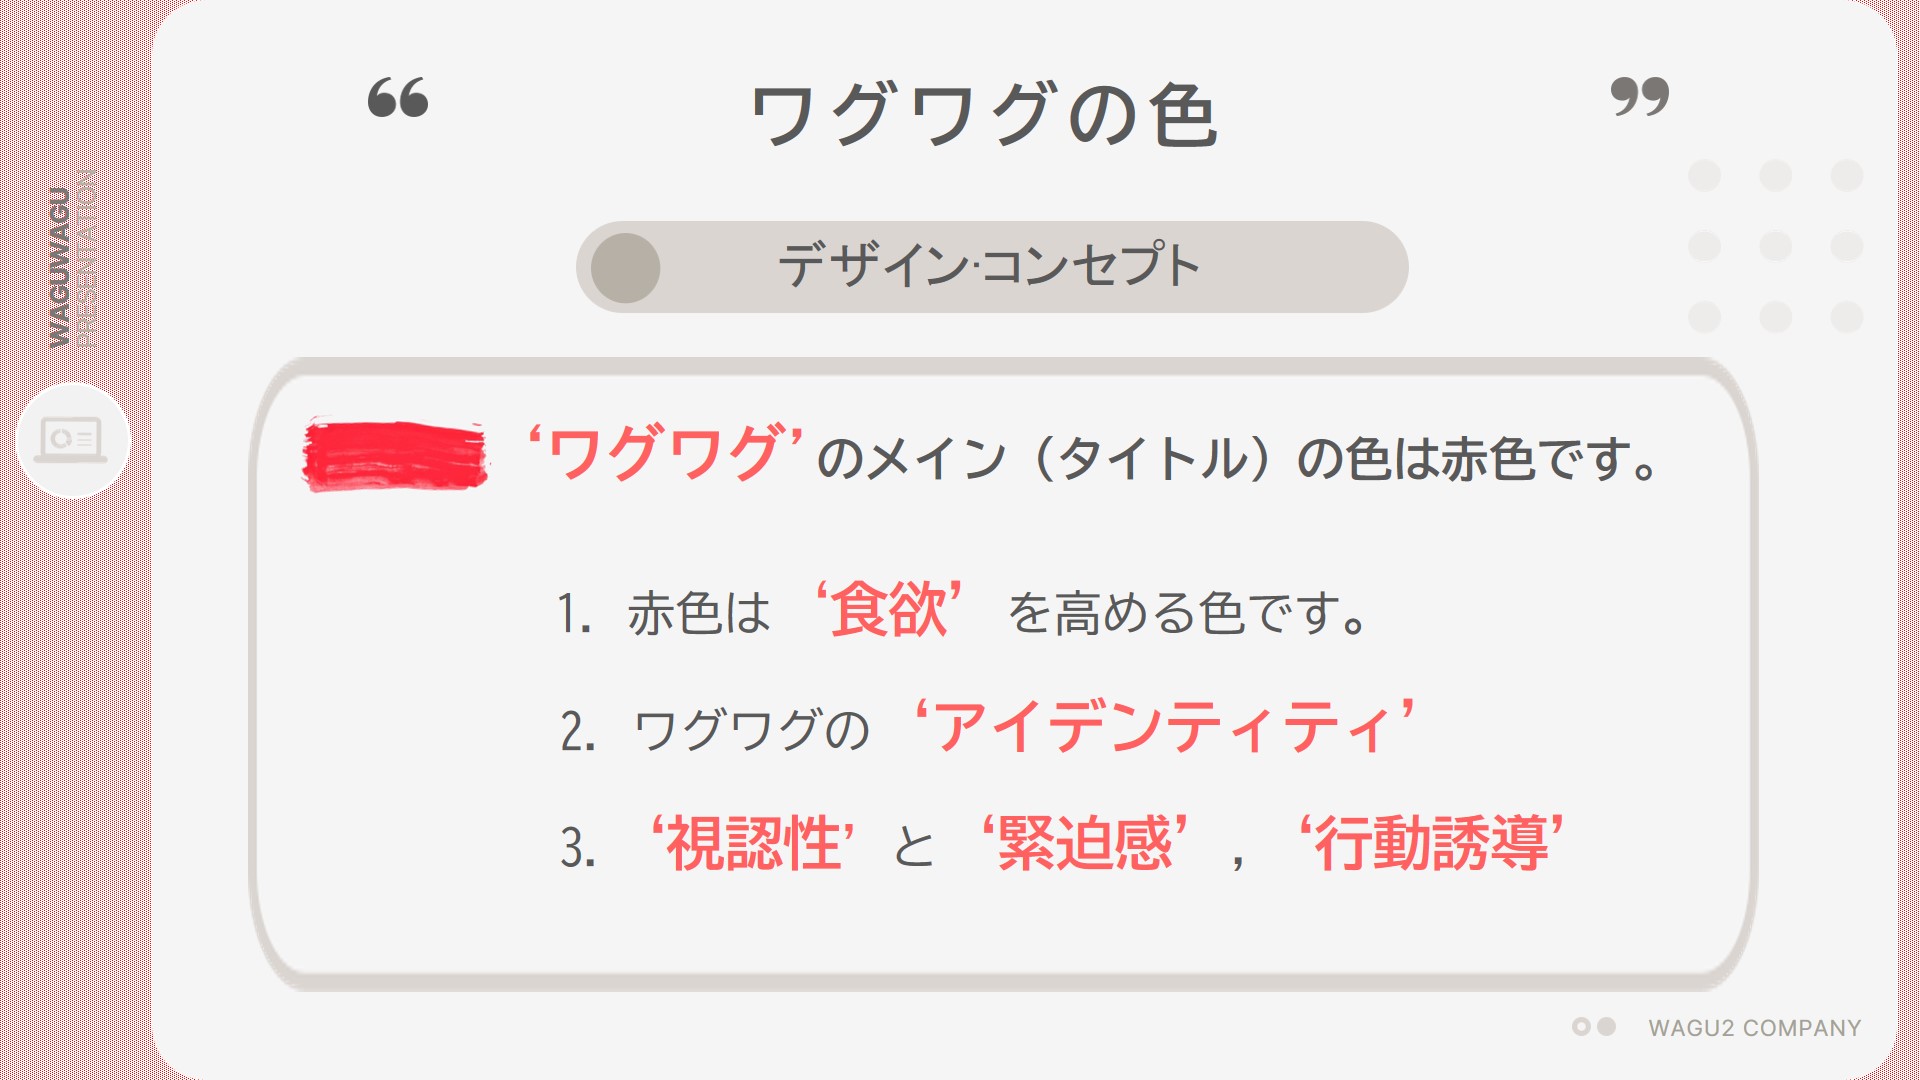 “ ワグワグの色 ”
WAGUWAGU
PRESENTATION
デザイン·コンセプト
‘ワグワグ’のメイン（タイトル）の色は赤色です。
1. 赤色は ‘食欲’ を高める色です。
2. ワグワグの ‘アイデンティティ’
3. ‘視認性’ と ‘緊迫感’ , ‘行動誘導’
WAGU2 COMPANY